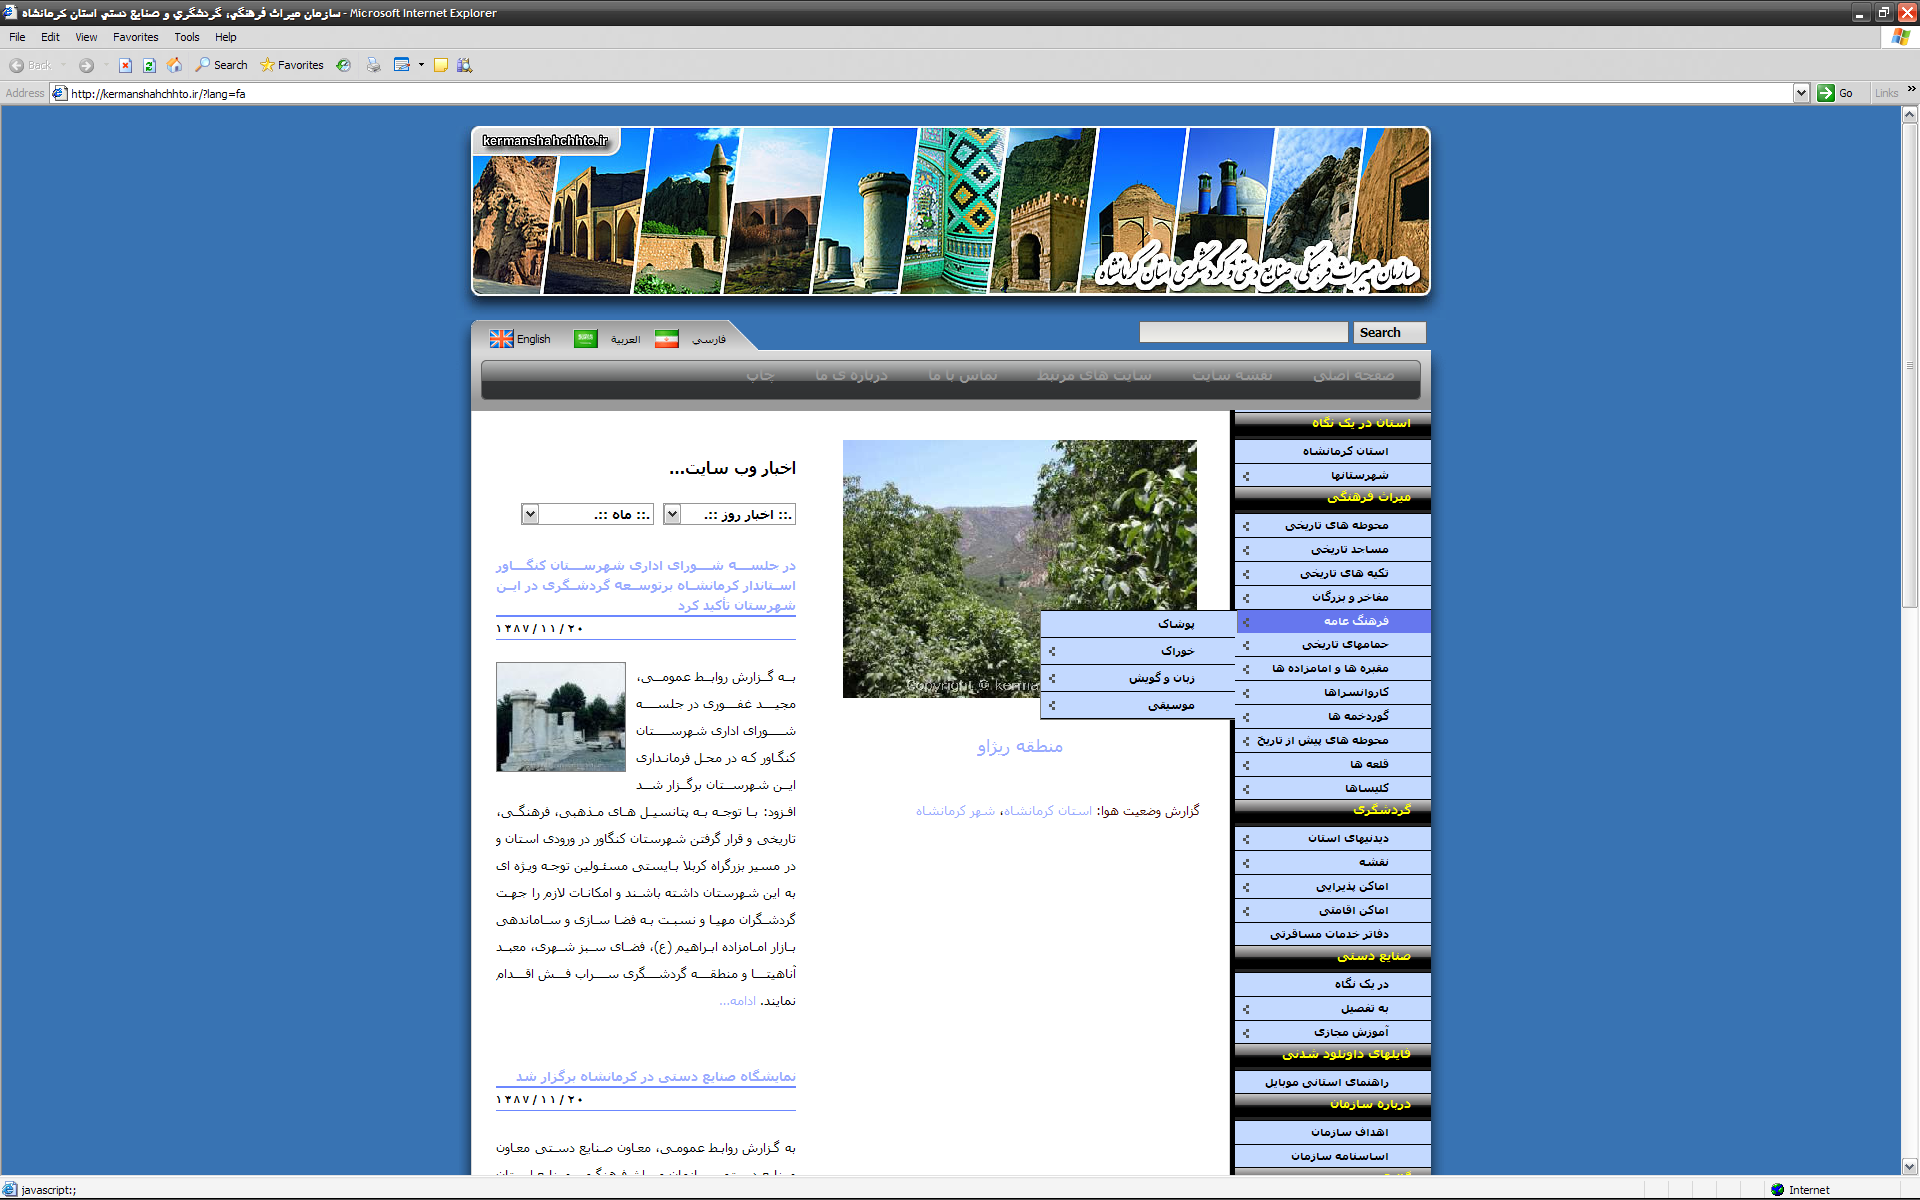 سازمان ميراث فرهنگي، گردشگري و صنايع دستي استان کرمانشاه - Microsoft Internet Explorer
File Edit View Favorites Tools Help
Back Search Favorites
Address http://kermanshahchhto.ir/?lang=fa Go Links
kermanshahchhto.ir
سازمان میراث فرهنگی، صنایع دستی و گردشگری استان کرمانشاه
English العربية فارسي
Search
صفحه اصلی نقشه سایت سایت های مرتبط تماس با ما درباره ی ما چاپ
استان در یک نگاه
استان کرمانشاه
شهرستانها
میراث فرهنگی
محوطه های تاریخی
مساجد تاریخی
تکیه های تاریخی
مفاخر و بزرگان
فرهنگ عامه
حمامهای تاریخی
مقبره ها و امامزاده ها
کاروانسراها
گوردخمه ها
محوطه های پیش از تاریخ
قلعه ها
کلیساها
گردشگری
دیدنیهای استان
نقشه
اماکن پذیرایی
اماکن اقامتی
دفاتر خدمات مسافرتی
صنایع دستی
در یک نگاه
به تفصیل
آموزش مجازی
فایلهای داونلود شدنی
راهنمای استانی موبایل
درباره سازمان
اهداف سازمان
اساسنامه سازمان
پوشاک
خوراک
زبان و گویش
موسیقی
Copyright © kerma
منطقه ریژاو
گزارش وضعیت هوا: استان کرمانشاه، شهر کرمانشاه
اخبار وب سایت...
.:: اخبار روز ::.
.:: ماه ::.
در جلسه شورای اداری شهرستان کنگاور
استاندار کرمانشاه برتوسعه گردشگری در این
شهرستان تأکید کرد
۱۳۸۷/۱۱/۲۰
به گزارش روابط عمومی،
مجید غفوری در جلسه
شورای اداری شهرستان
کنگاور که در محل فرمانداری
این شهرستان برگزار شد
افزود: با توجه به پتانسیل های مذهبی، فرهنگی،
تاریخی و قرار گرفتن شهرستان کنگاور در ورودی استان و
در مسیر بزرگراه کربلا بایستی مسئولین توجه ویژه ای
به این شهرستان داشته باشند و امکانات لازم را جهت
گردشگران مهیا و نسبت به فضا سازی و ساماندهی
بازار امامزاده ابراهیم (ع)، فضای سبز شهری، معبد
آناهیتا و منطقه گردشگری سراب فش اقدام
نمایند. ادامه...
نمایشگاه صنایع دستی در کرمانشاه برگزار شد
۱۳۸۷/۱۱/۲۰
به گزارش روابط عمومی، معاون صنایع دستی معاون
javascript:;
Internet